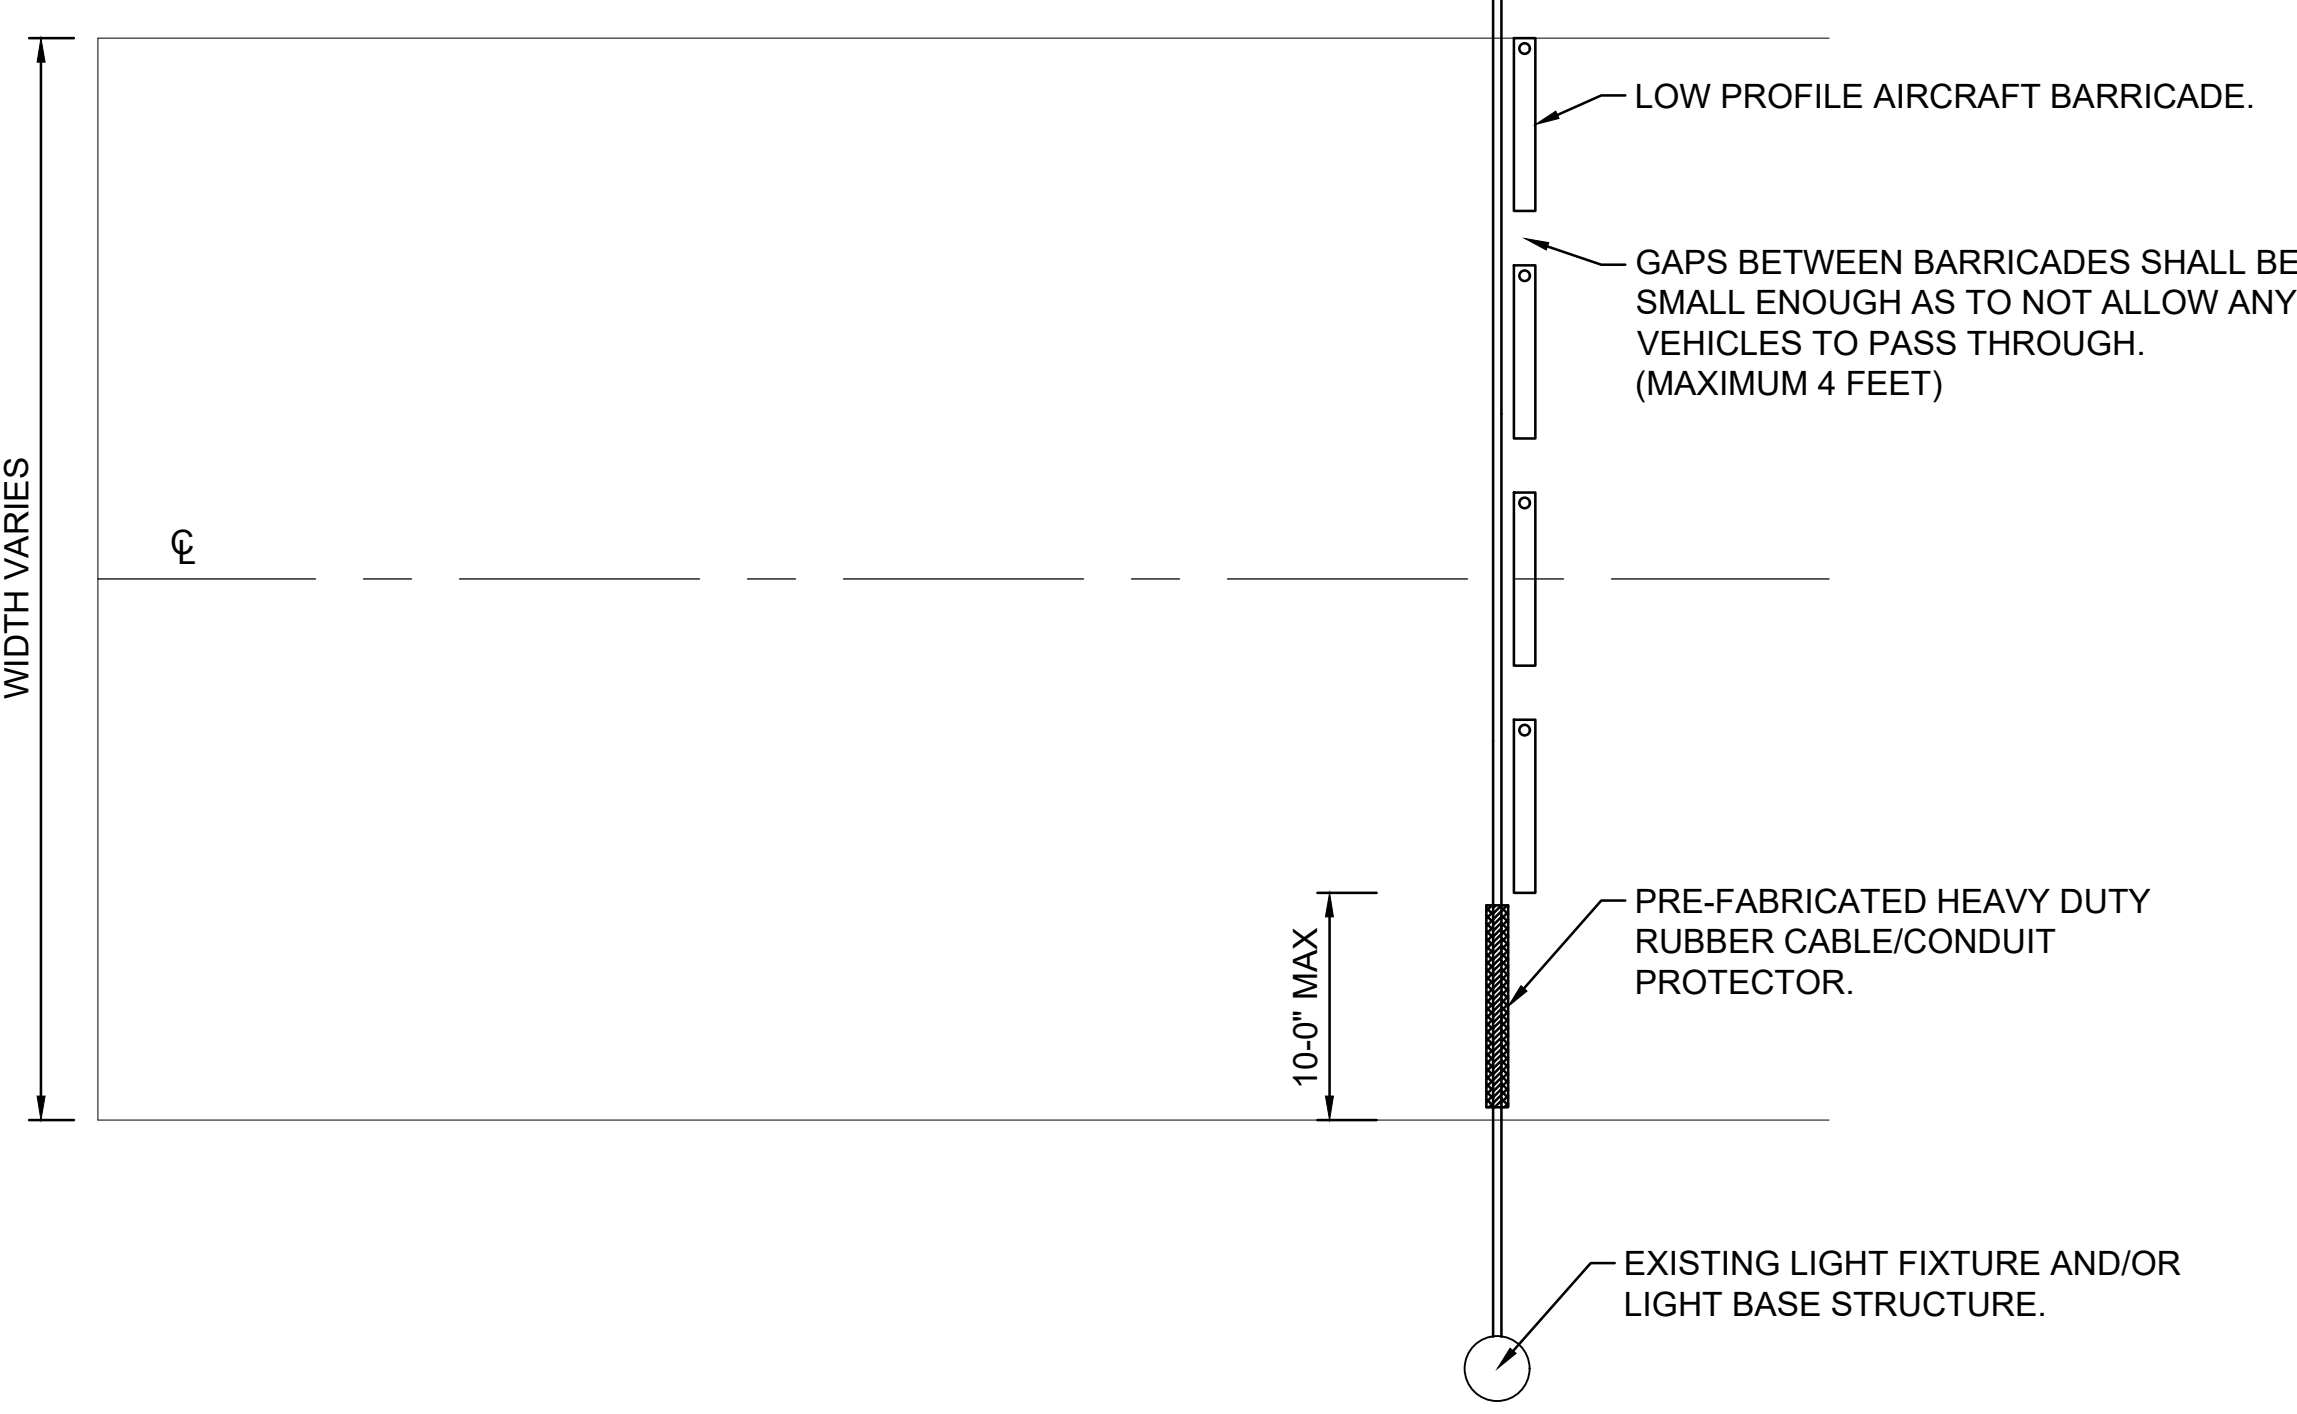 LOW PROFILE AIRCRAFT BARRICADE.
GAPS BETWEEN BARRICADES SHALL BE
SMALL ENOUGH AS TO NOT ALLOW ANY
VEHICLES TO PASS THROUGH.
(MAXIMUM 4 FEET)
WIDTH VARIES
℄
10-0" MAX
PRE-FABRICATED HEAVY DUTY
RUBBER CABLE/CONDUIT
PROTECTOR.
EXISTING LIGHT FIXTURE AND/OR
LIGHT BASE STRUCTURE.